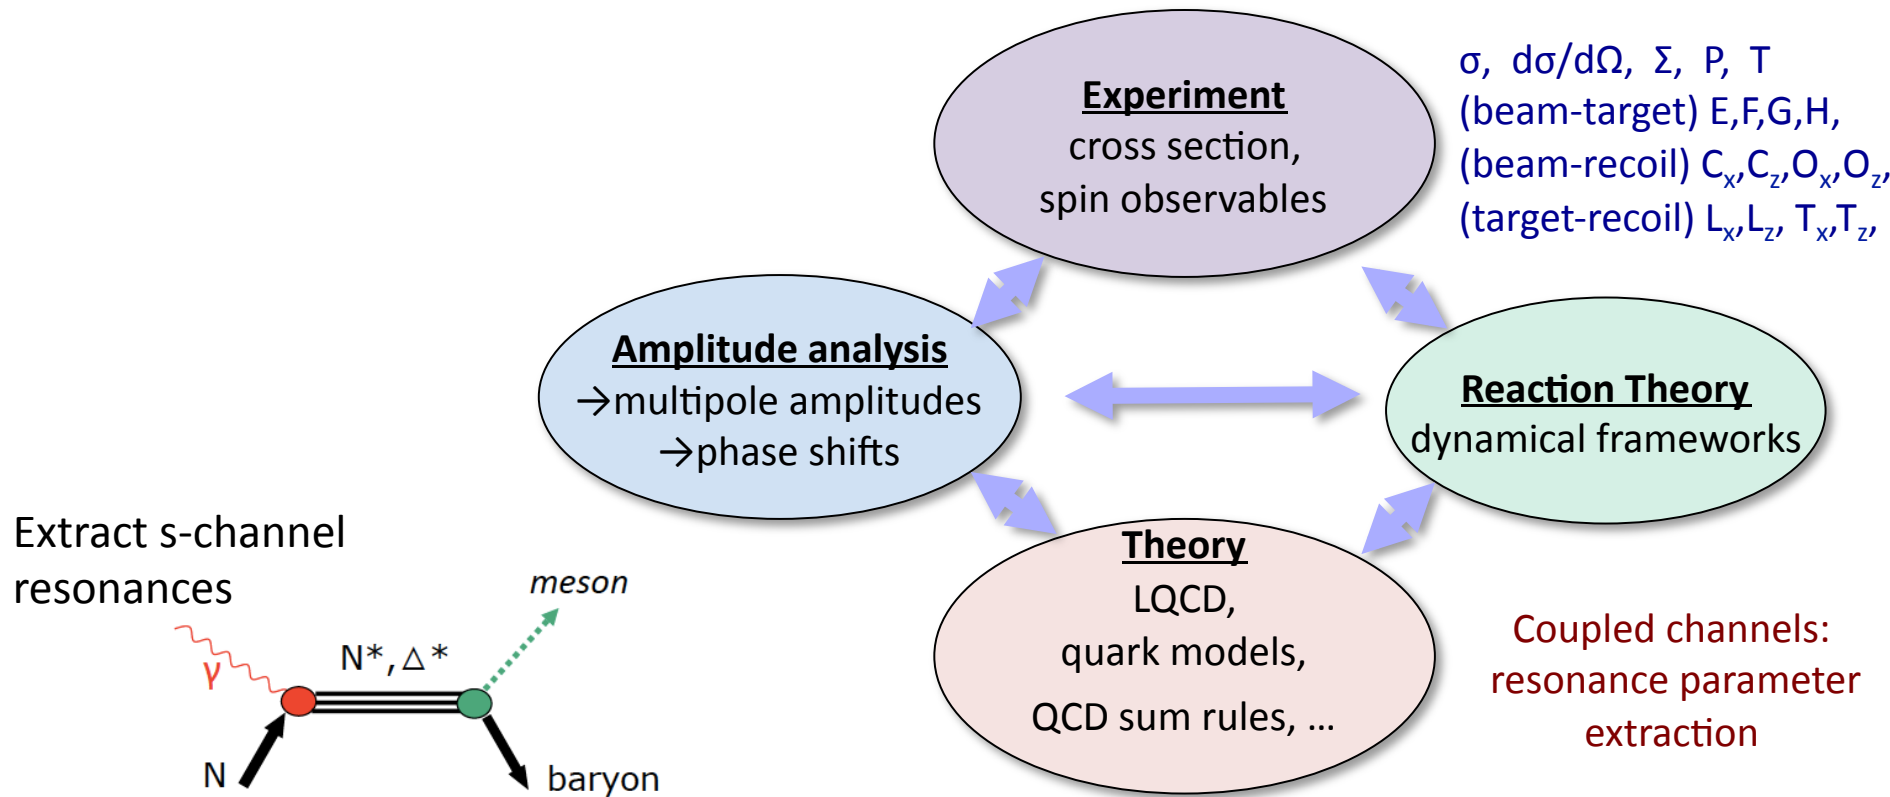 Experiment
cross section,
spin observables
σ, dσ/dΩ, Σ, P, T
(beam-target) E,F,G,H,
(beam-recoil) Cx,Cz,Ox,Oz,
(target-recoil) Lx,Lz, Tx,Tz,
Amplitude analysis
→multipole amplitudes
→phase shifts
Reaction Theory
dynamical frameworks
Theory
LQCD,
quark models,
QCD sum rules, ...
Coupled channels:
resonance parameter
extraction
Extract s-channel
resonances
meson
N*,Δ*
γ
N
baryon